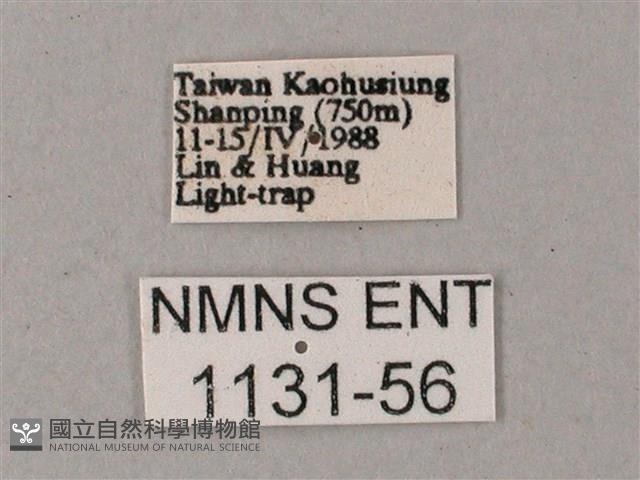 Taiwan Kaohusiung
Shanping (750m)
11-15/IV/1988
Lin & Huang
Light-trap
NMNS ENT
1131-56
國立自然科學博物館
NATIONAL MUSEUM OF NATURAL SCIENCE